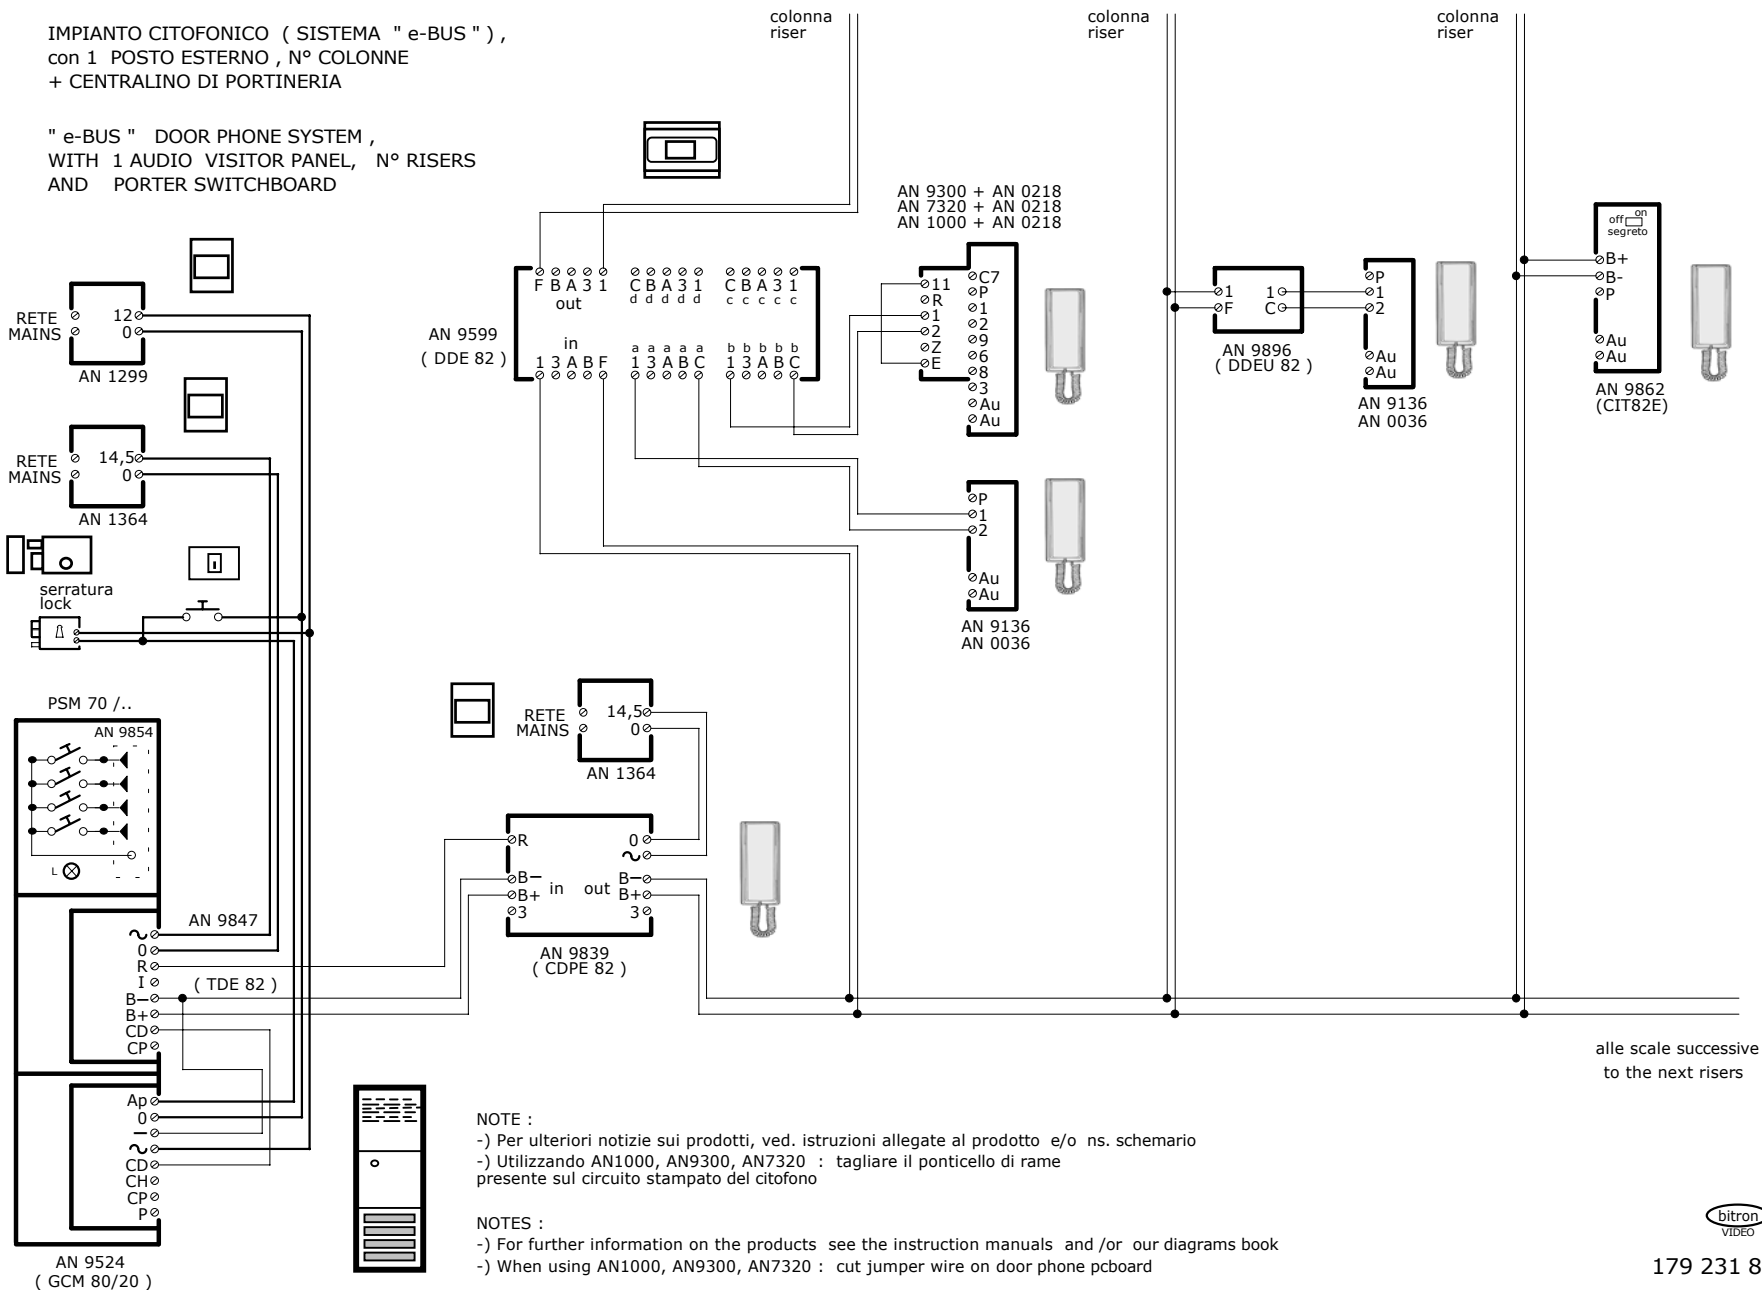 IMPIANTO CITOFONICO ( SISTEMA " e-BUS " ) ,
con 1 POSTO ESTERNO , N° COLONNE
+ CENTRALINO DI PORTINERIA
" e-BUS " DOOR PHONE SYSTEM ,
WITH 1 AUDIO VISITOR PANEL, N° RISERS
AND PORTER SWITCHBOARD
colonna
riser
colonna
riser
colonna
riser
RETE
MAINS
12
0
AN 1299
RETE
MAINS
14,5
0
AN 1364
serratura
lock
AN 9599
( DDE 82 )
F B A 3 1
out
C B A 3 1
d d d d d
C B A 3 1
c c c c c
in
1 3 A B F
a a a a a
1 3 A B C
b b b b b
1 3 A B C
AN 9300 + AN 0218
AN 7320 + AN 0218
AN 1000 + AN 0218
11
R
1
2
Z
E
C7
P
1
2
9
6
8
3
Au
Au
P
1
2
Au
Au
AN 9136
AN 0036
1
F
1
C
AN 9896
( DDEU 82 )
P
1
2
Au
Au
AN 9136
AN 0036
on
off
segreto
B+
B-
P
Au
Au
AN 9862
(CIT82E)
PSM 70 /..
AN 9854
L
AN 9847
( TDE 82 )
~
0
R
I
B−
B+
CD
CP
Ap
0
−
~
CD
CH
CP
P
AN 9524
( GCM 80/20 )
RETE
MAINS
14,5
0
AN 1364
R
B−
B+
3
in
out
0
~
B−
B+
3
AN 9839
( CDPE 82 )
alle scale successive
to the next risers
NOTE :
-) Per ulteriori notizie sui prodotti, ved. istruzioni allegate al prodotto e/o ns. schemario
-) Utilizzando AN1000, AN9300, AN7320 : tagliare il ponticello di rame
presente sul circuito stampato del citofono
NOTES :
-) For further information on the products see the instruction manuals and /or our diagrams book
-) When using AN1000, AN9300, AN7320 : cut jumper wire on door phone pcboard
bitron
VIDEO
179 231 8